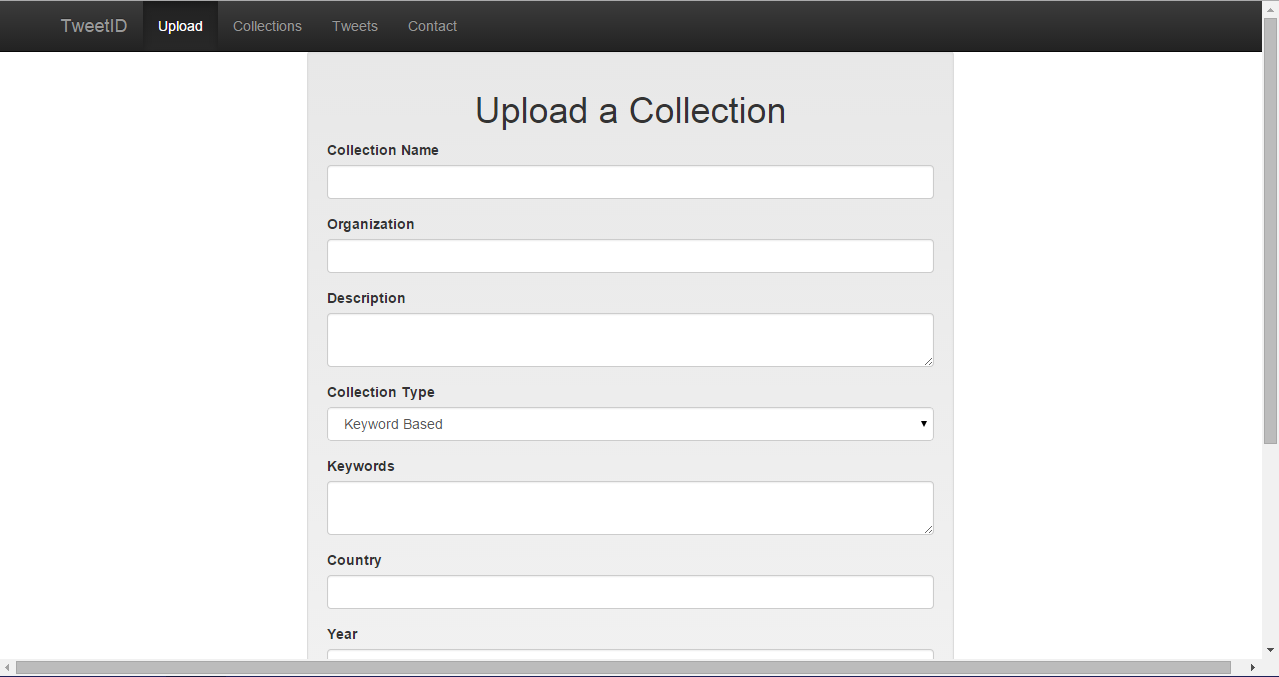 TweetID Upload Collections Tweets Contact
Upload a Collection
Collection Name
Organization
Description
Collection Type
Keyword Based
Keywords
Country
Year